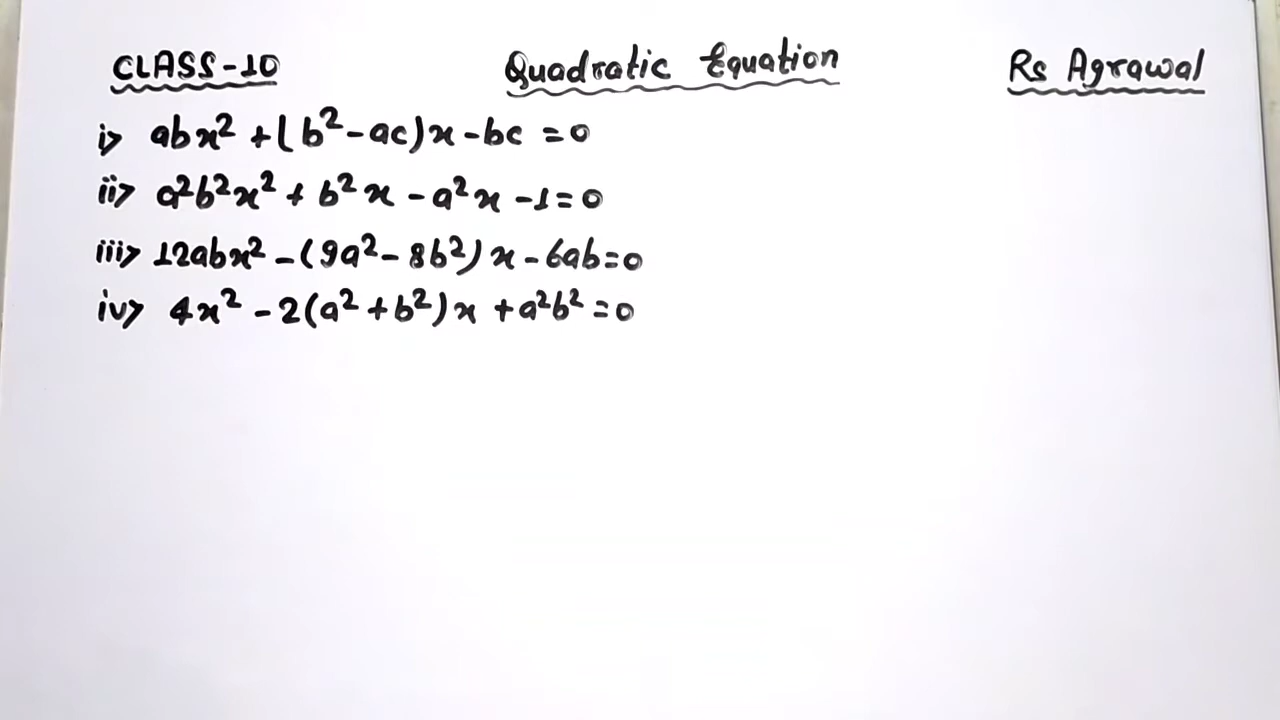 CLASS-10 Quadratic Equation Rs Agrawal
i> abx² + (b² - ac)x - bc = 0
ii> a²b²x² + b²x - a²x - 1 = 0
iii> 12abx² - (9a² - 8b²)x - 6ab = 0
iv> 4x² - 2(a² + b²)x + a²b² = 0